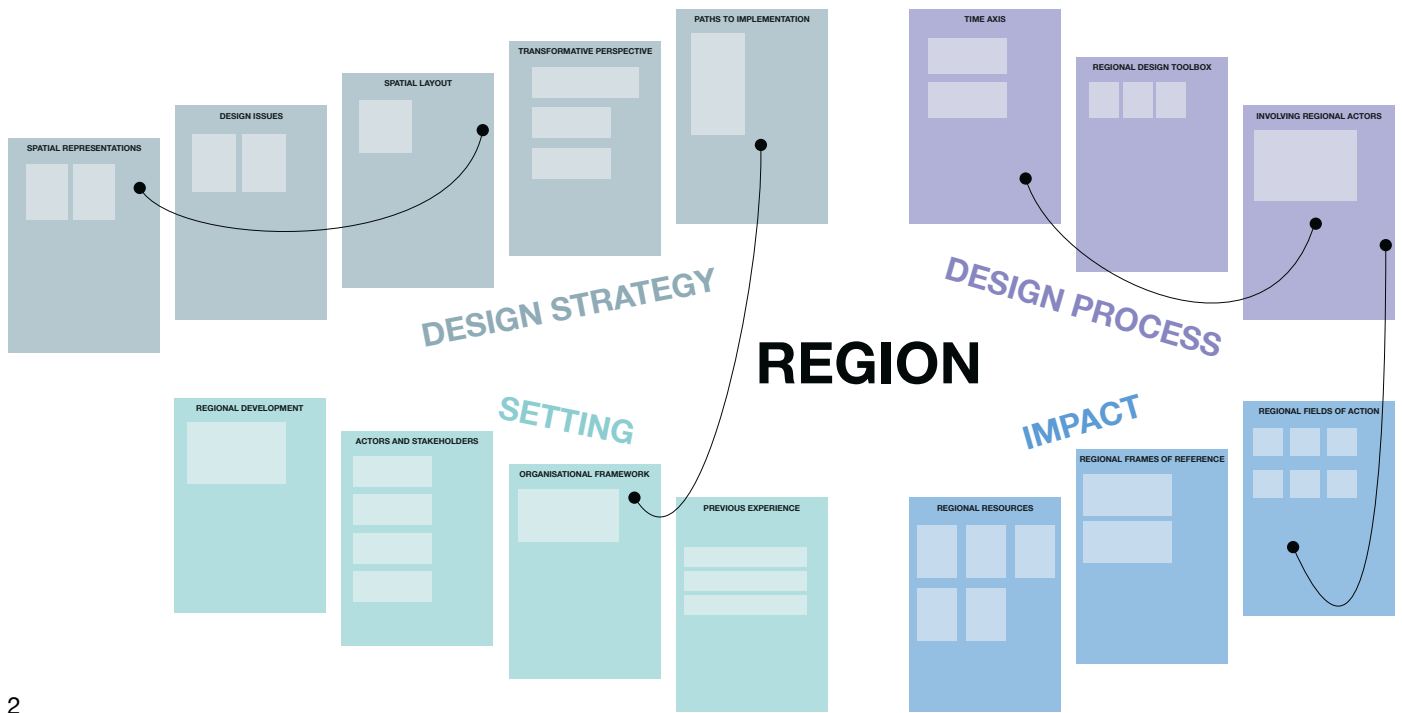 PATHS TO IMPLEMENTATION
TRANSFORMATIVE PERSPECTIVE
SPATIAL LAYOUT
DESIGN ISSUES
SPATIAL REPRESENTATIONS
TIME AXIS
REGIONAL DESIGN TOOLBOX
INVOLVING REGIONAL ACTORS
DESIGN STRATEGY
DESIGN PROCESS
REGION
SETTING
IMPACT
REGIONAL DEVELOPMENT
ACTORS AND STAKEHOLDERS
ORGANISATIONAL FRAMEWORK
PREVIOUS EXPERIENCE
REGIONAL FIELDS OF ACTION
REGIONAL FRAMES OF REFERENCE
REGIONAL RESOURCES
2